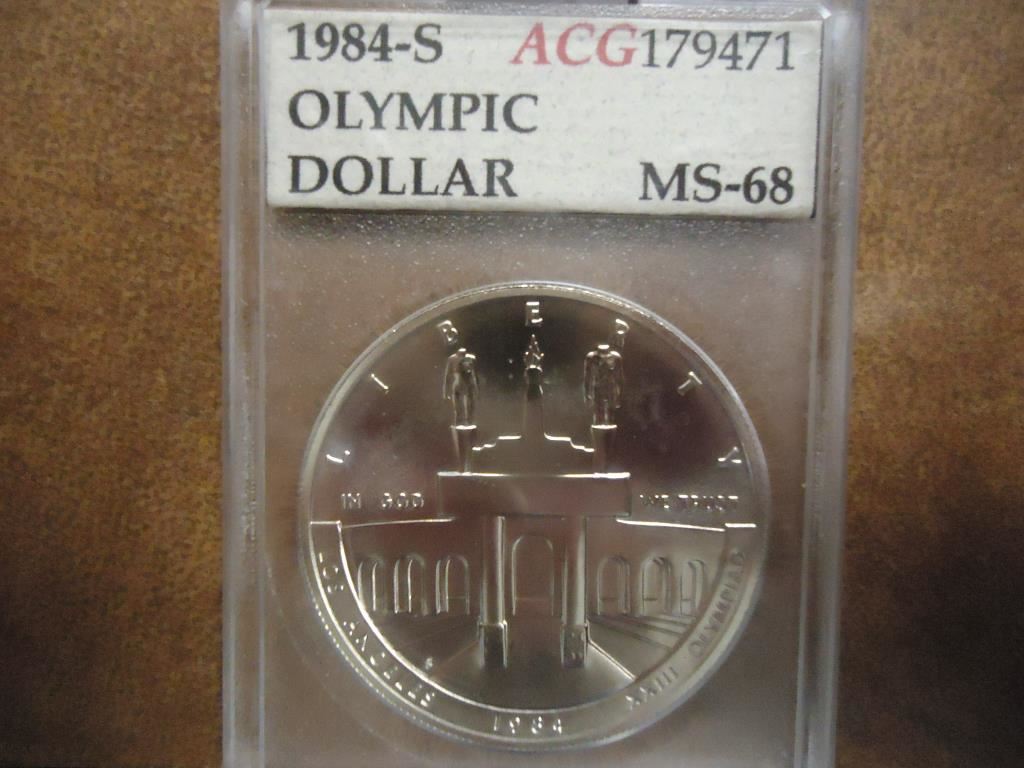 1984-S ACG179471
OLYMPIC
DOLLAR MS-68
LIBERTY
IN GOD WE TRUST
LOS ANGELES
S
1984
XXIII OLYMPIAD